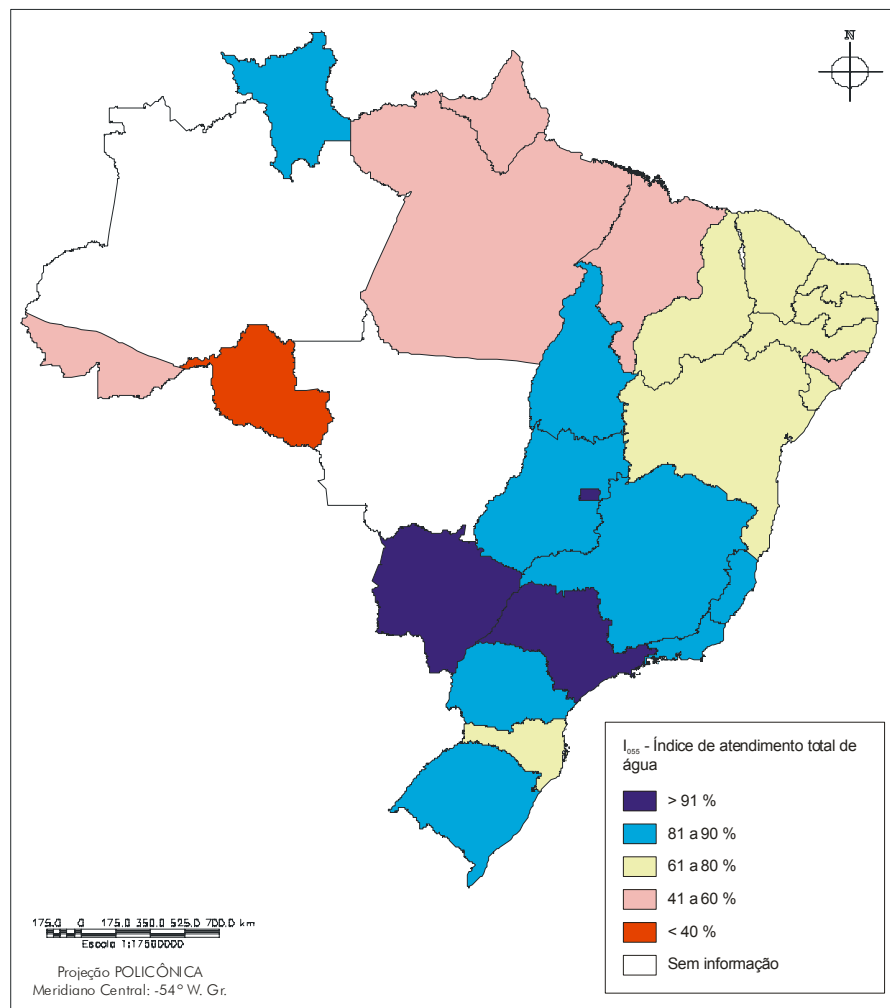 N
I₀₅₅ - Índice de atendimento total de
água
> 91 %
81 a 90 %
61 a 80 %
41 a 60 %
< 40 %
Sem informação
175.0 0 175.0 350.0 525.0 700.0 km
Escala 1:17500000
Projeção POLICÔNICA
Meridiano Central: -54° W. Gr.